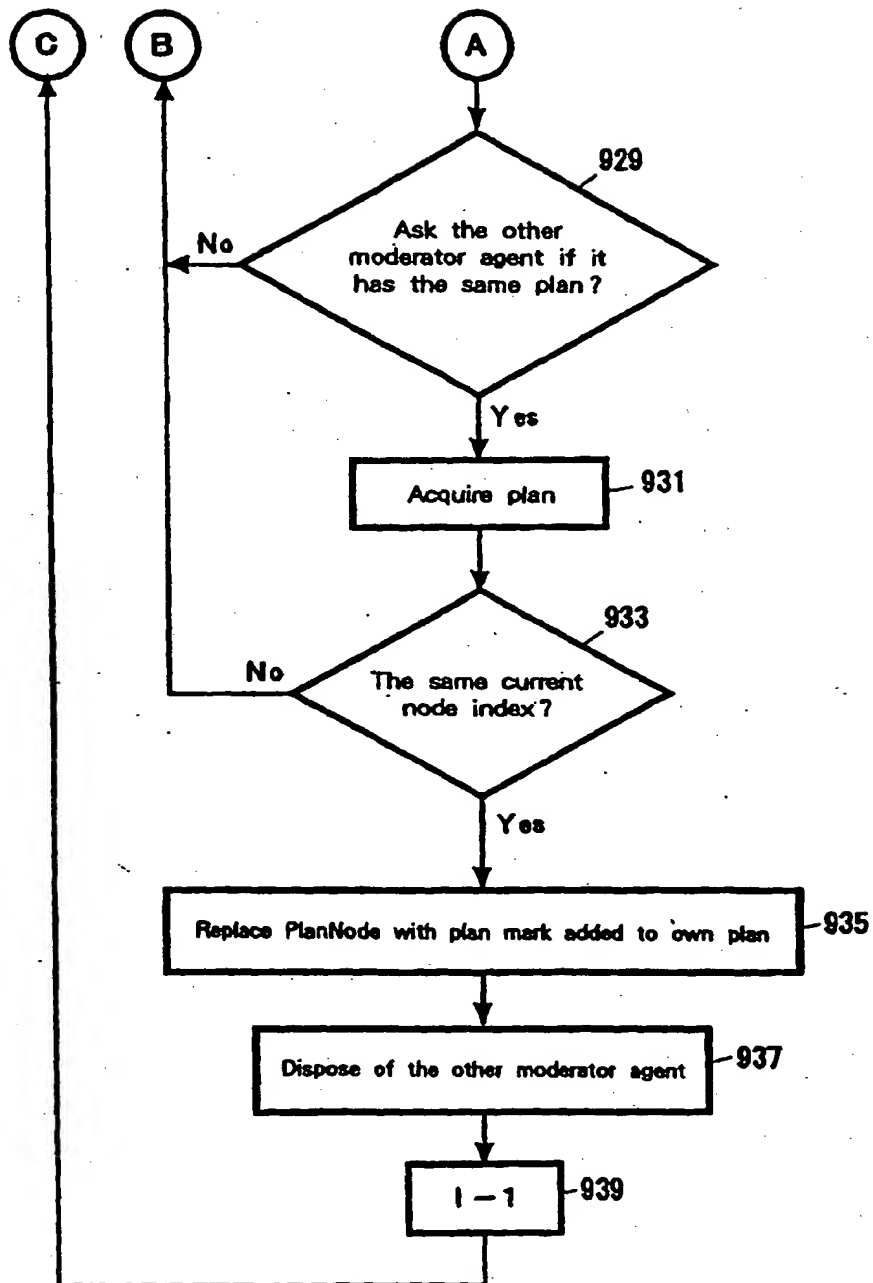 C B A
929
Ask the other
moderator agent if it
has the same plan?
No
Yes
Acquire plan
931
933
The same current
node index?
No
Yes
Replace PlanNode with plan mark added to own plan
935
Dispose of the other moderator agent
937
I - 1
939